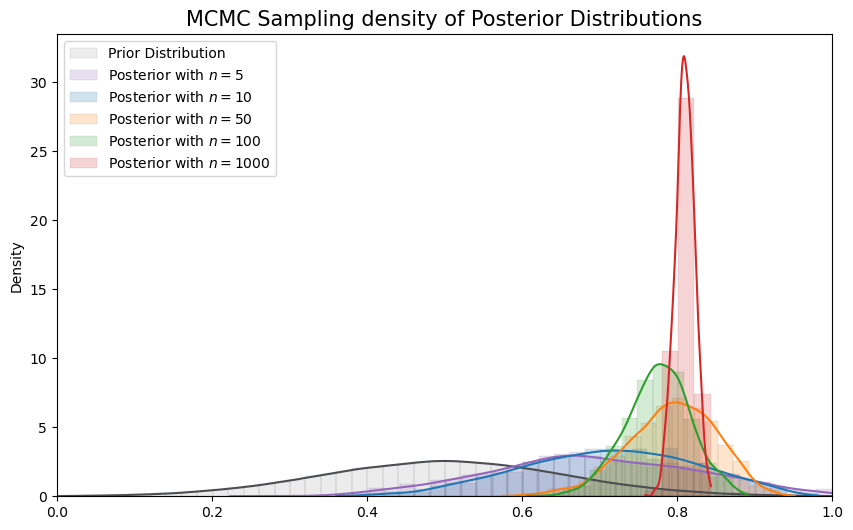 MCMC Sampling density of Posterior Distributions
Prior Distribution
Posterior with n = 5
Posterior with n = 10
Posterior with n = 50
Posterior with n = 100
Posterior with n = 1000
Density
30
25
20
15
10
5
0
0.0 0.2 0.4 0.6 0.8 1.0